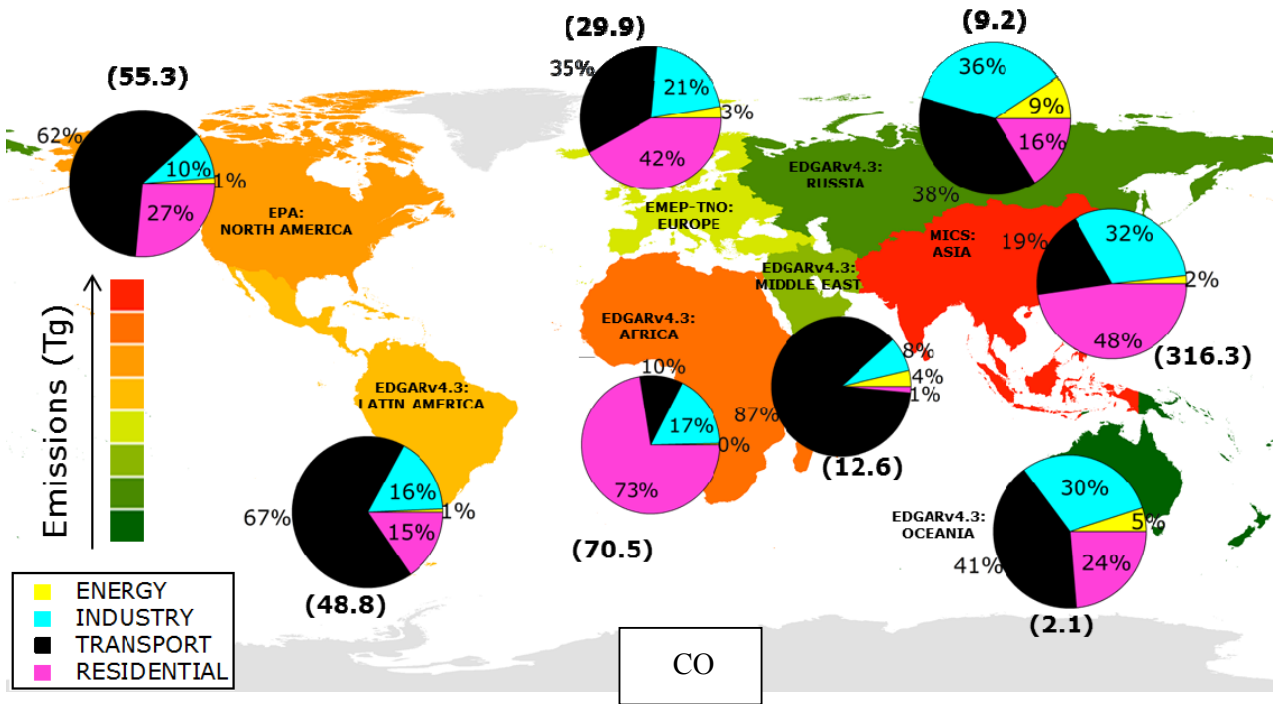 (55.3)
62%
10%
1%
27%
EPA:
NORTH AMERICA
(29.9)
35%
21%
3%
42%
EMEP-TNO:
EUROPE
(9.2)
36%
9%
16%
38%
EDGARv4.3:
RUSSIA
MICS:
ASIA
19%
32%
2%
48%
(316.3)
EDGARv4.3:
MIDDLE EAST
8%
4%
1%
87%
(12.6)
EDGARv4.3:
AFRICA
10%
17%
0%
73%
(70.5)
EDGARv4.3:
LATIN AMERICA
67%
16%
1%
15%
(48.8)
EDGARv4.3:
OCEANIA
30%
5%
24%
41%
(2.1)
Emissions (Tg)
ENERGY
INDUSTRY
TRANSPORT
RESIDENTIAL
CO